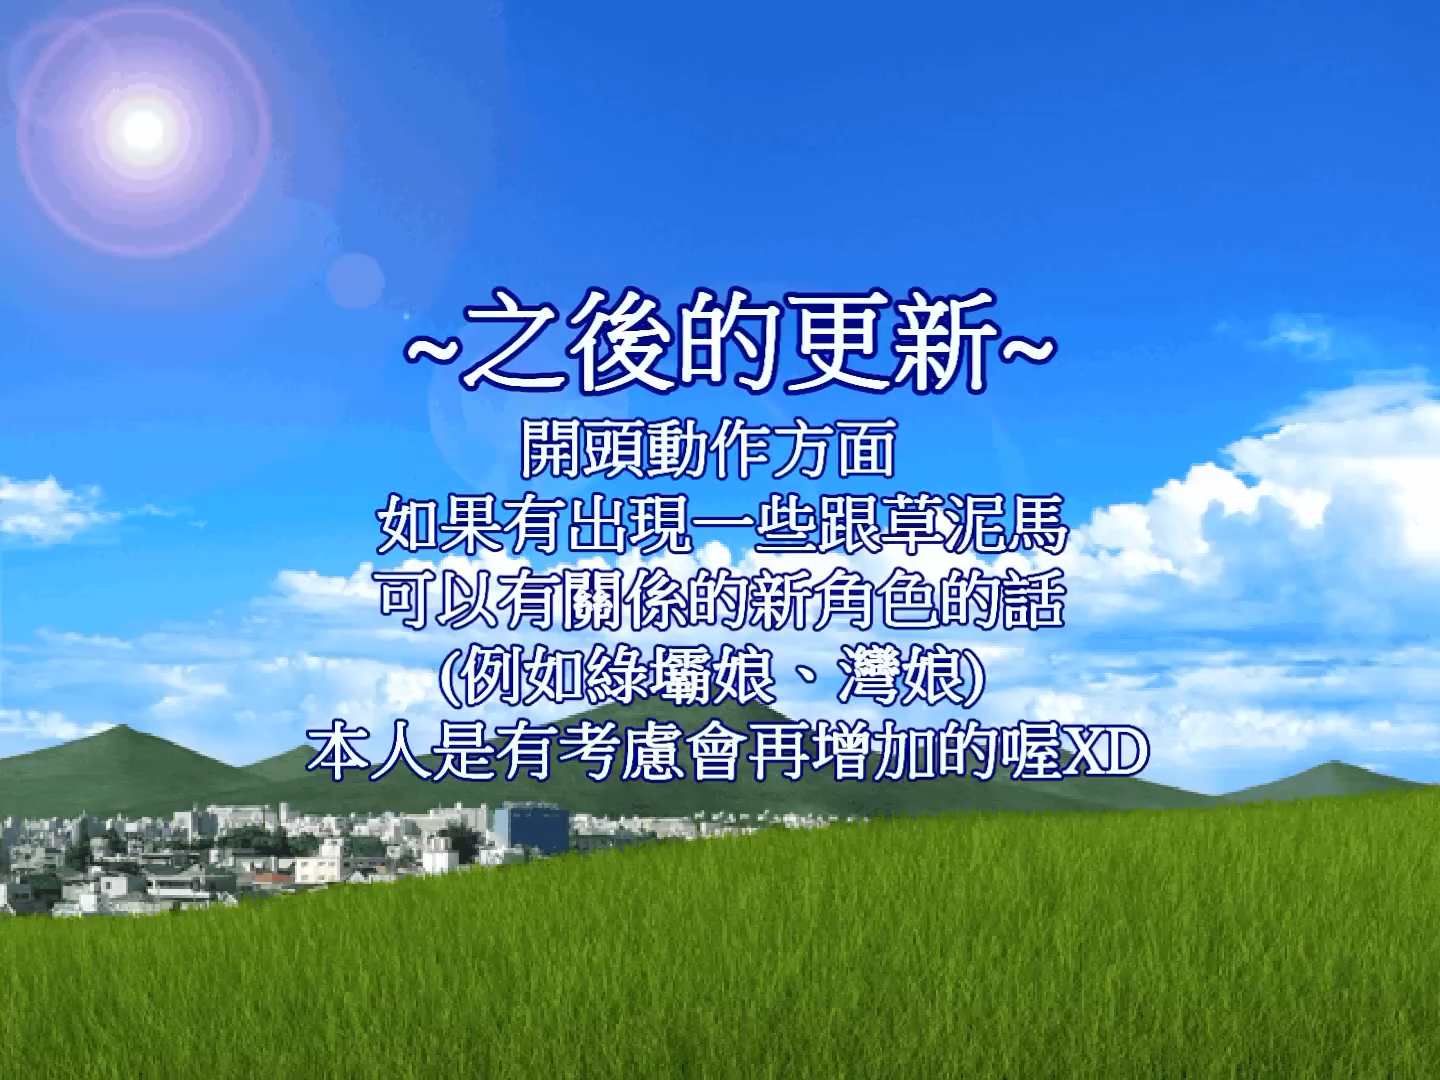 ~之後的更新~
開頭動作方面
如果有出現一些跟草泥馬
可以有關係的新角色的話
(例如綠壩娘、灣娘)
本人是有考慮會再增加的喔XD